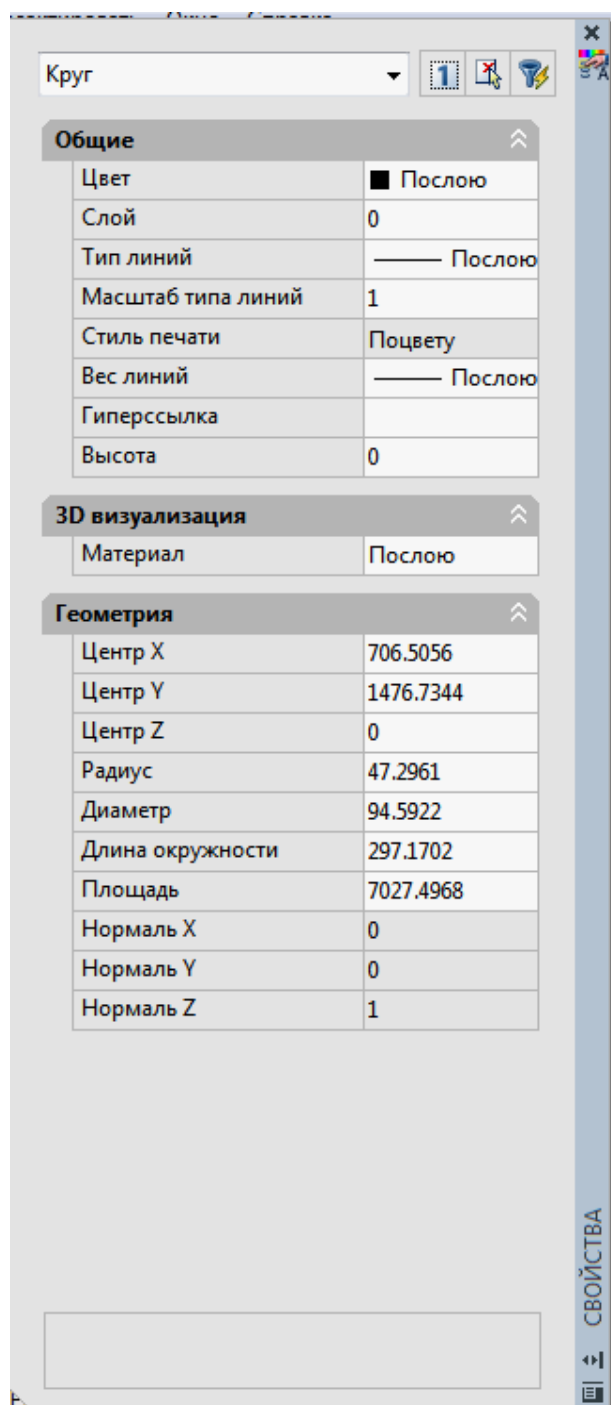 Круг
1
Общие
Цвет Послою
Слой 0
Тип линий Послою
Масштаб типа линий 1
Стиль печати Поцвету
Вес линий Послою
Гиперссылка
Высота 0
3D визуализация
Материал Послою
Геометрия
Центр X 706.5056
Центр Y 1476.7344
Центр Z 0
Радиус 47.2961
Диаметр 94.5922
Длина окружности 297.1702
Площадь 7027.4968
Нормаль X 0
Нормаль Y 0
Нормаль Z 1
СВОЙСТВА